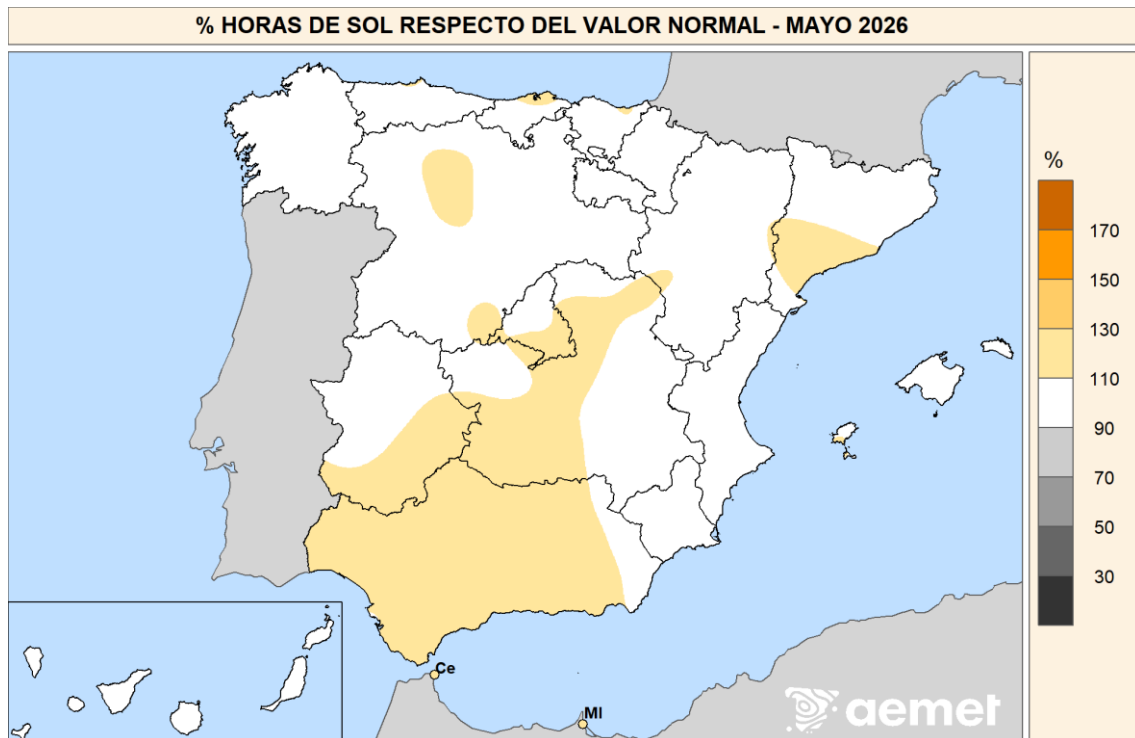 % HORAS DE SOL RESPECTO DEL VALOR NORMAL - MAYO 2026
%
170
150
130
110
90
70
50
30
Ce
Ml
aemet